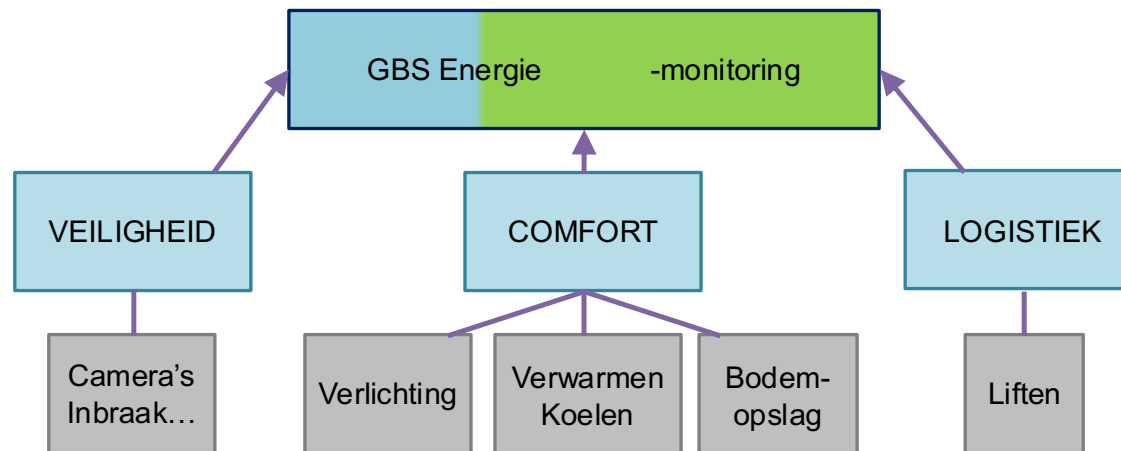 GBS Energie -monitoring
VEILIGHEID
COMFORT
LOGISTIEK
Camera’s
Inbraak…
Verlichting
Verwarmen
Koelen
Bodem-
opslag
Liften